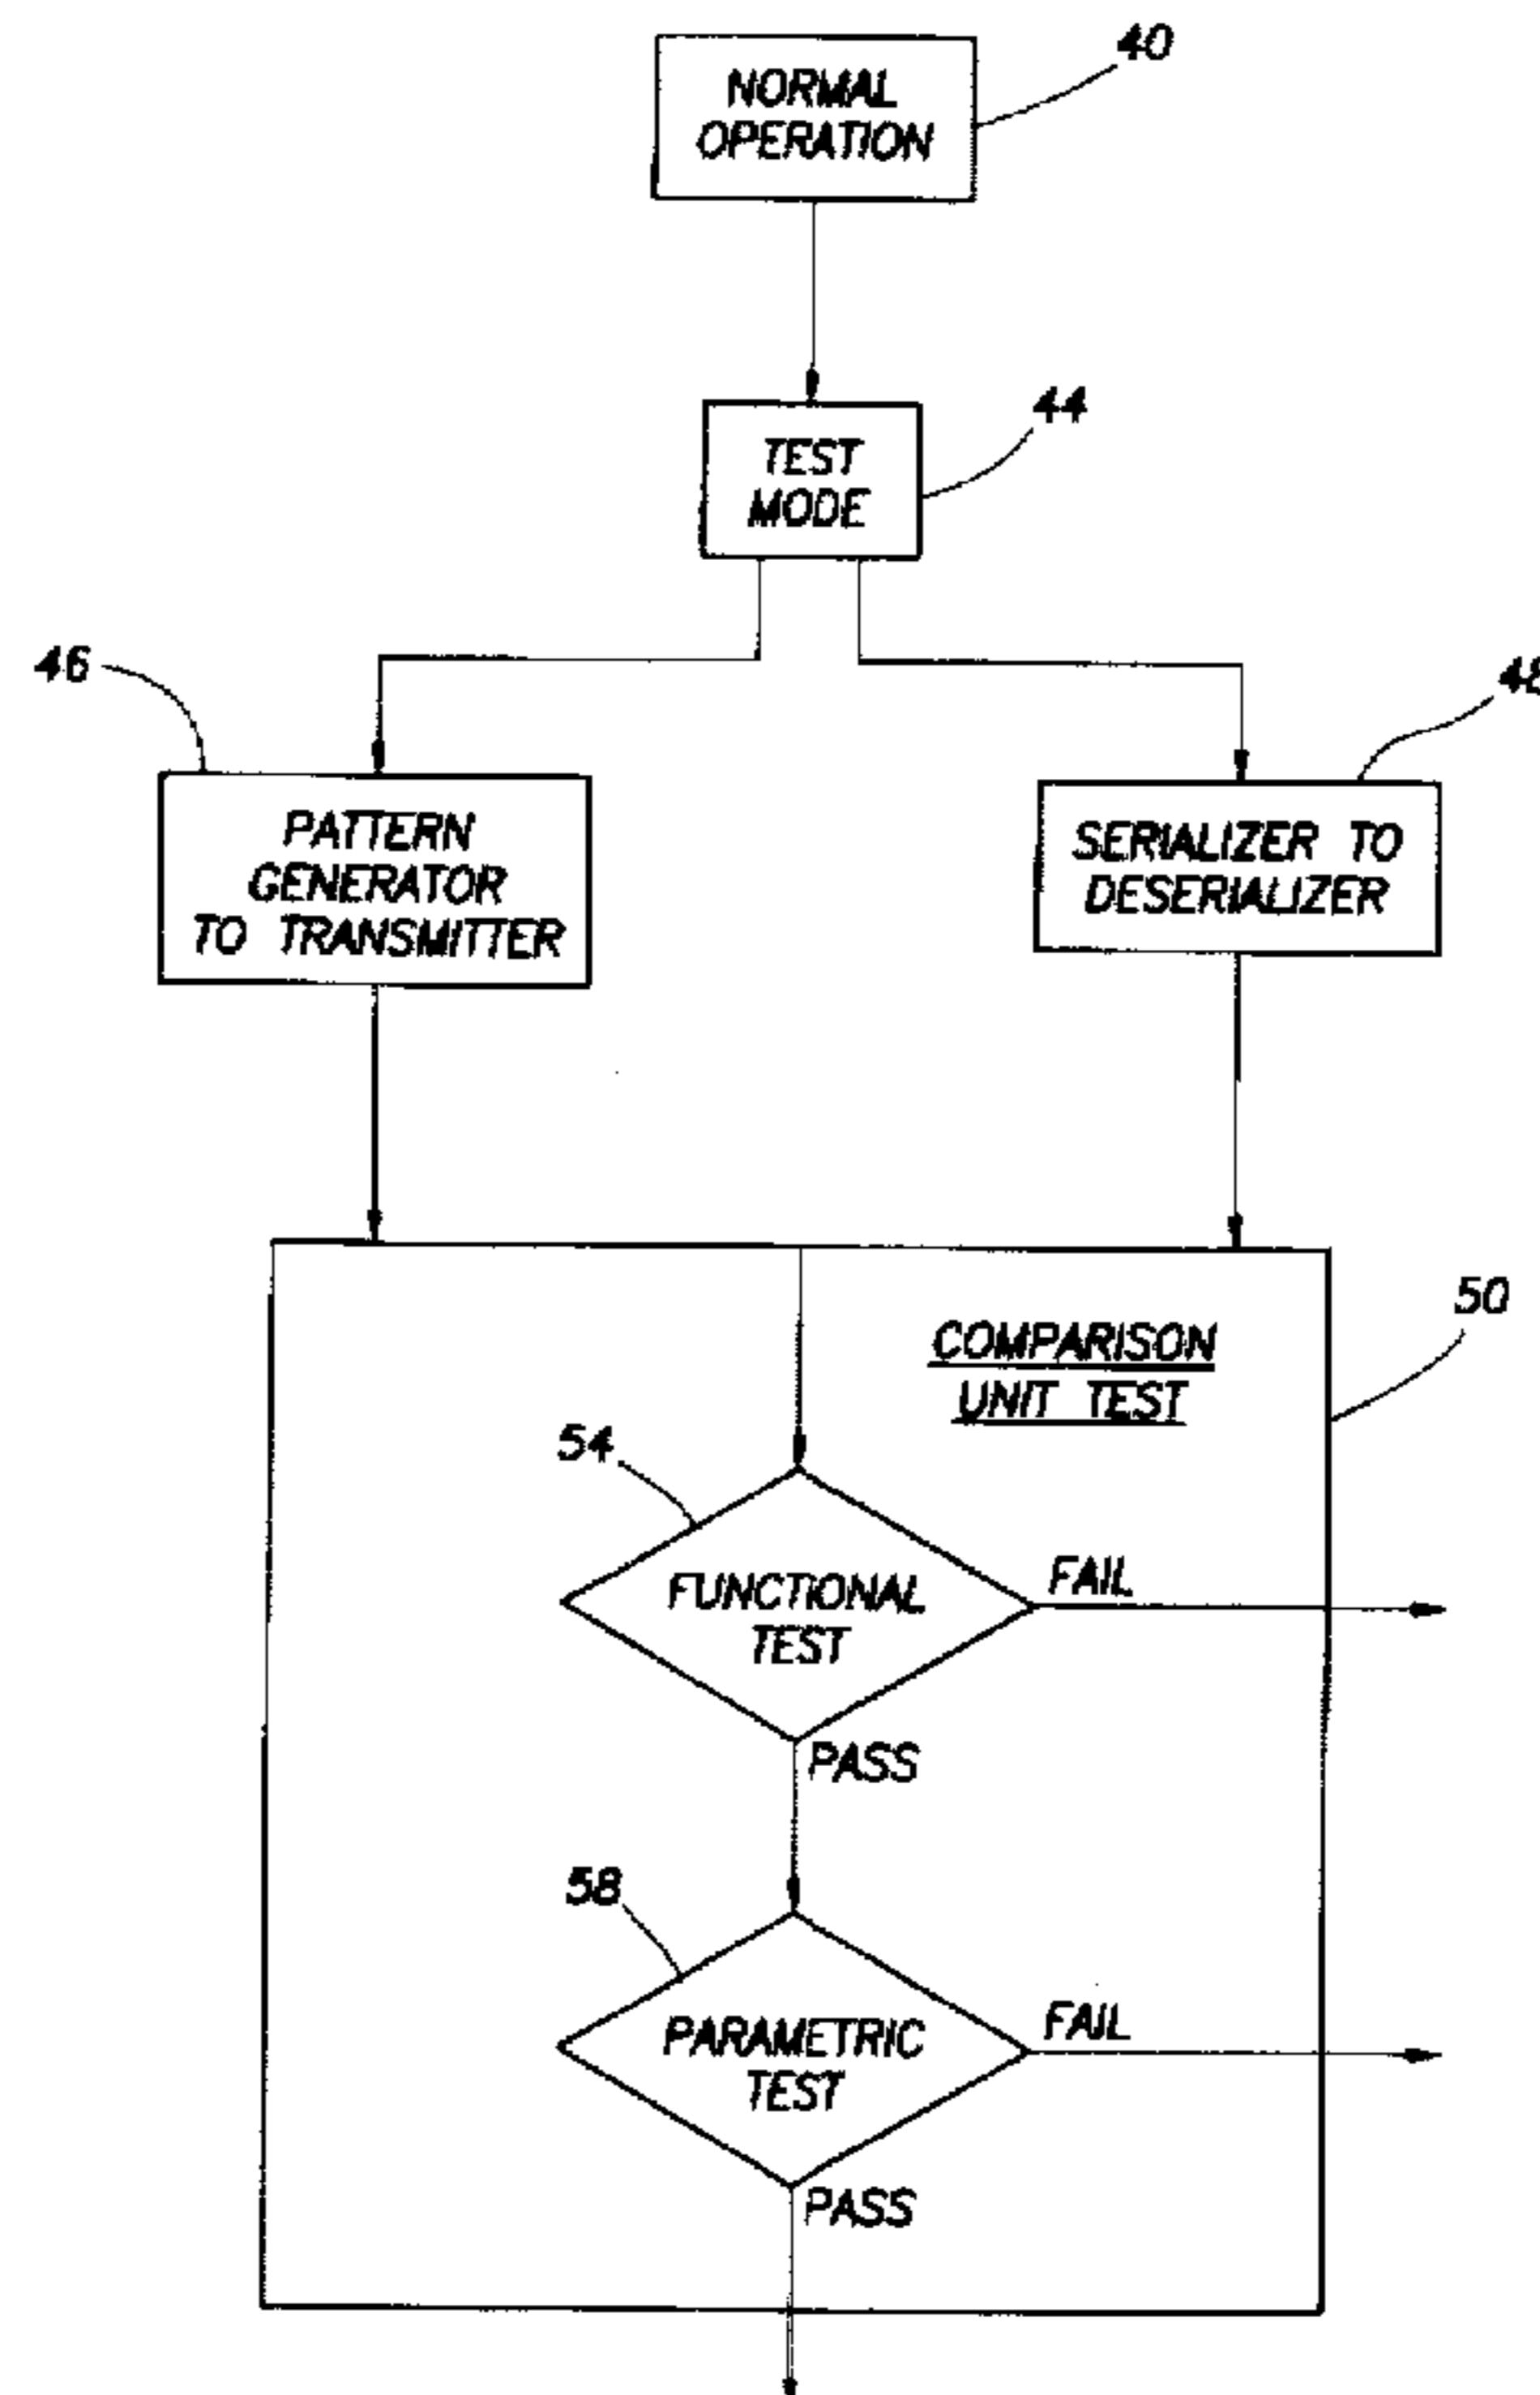 40
NORMAL
OPERATION
44
TEST
MODE
46
48
PATTERN
GENERATOR
TO TRANSMITTER
SERIALIZER TO
DESERIALIZER
50
COMPARISON
UNIT TEST
54
FUNCTIONAL
TEST
FAIL
PASS
58
PARAMETRIC
TEST
FAIL
PASS